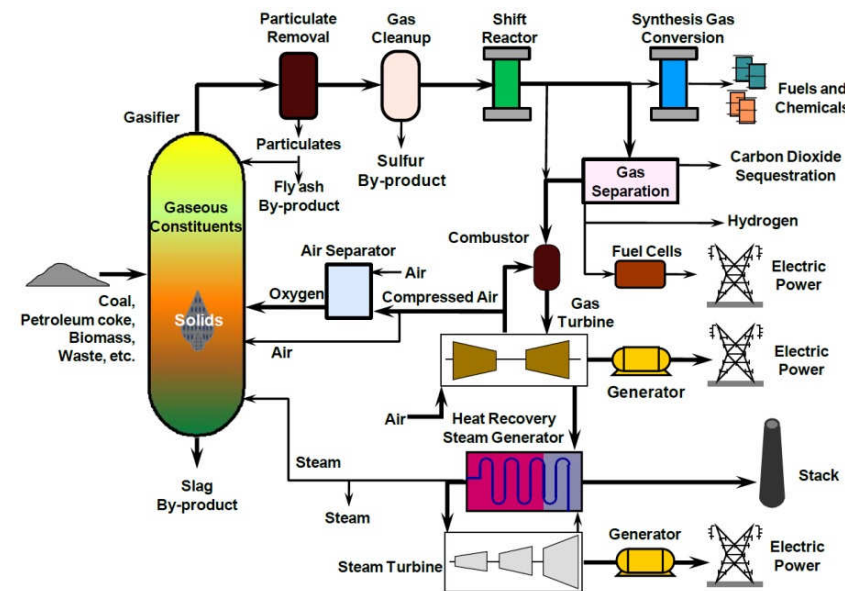 Particulate
Removal
Gas
Cleanup
Shift
Reactor
Synthesis Gas
Conversion
Fuels and
Chemicals
Gasifier
Particulates
Fly ash
By-product
Sulfur
By-product
Gas
Separation
Carbon Dioxide
Sequestration
Hydrogen
Gaseous
Constituents
Combustor
Fuel Cells
Electric
Power
Air Separator
Air
Oxygen
Compressed Air
Coal,
Petroleum coke,
Biomass,
Waste, etc.
Solids
Air
Gas
Turbine
Generator
Electric
Power
Air
Heat Recovery
Steam Generator
Steam
Steam
Slag
By-product
Stack
Steam Turbine
Generator
Electric
Power